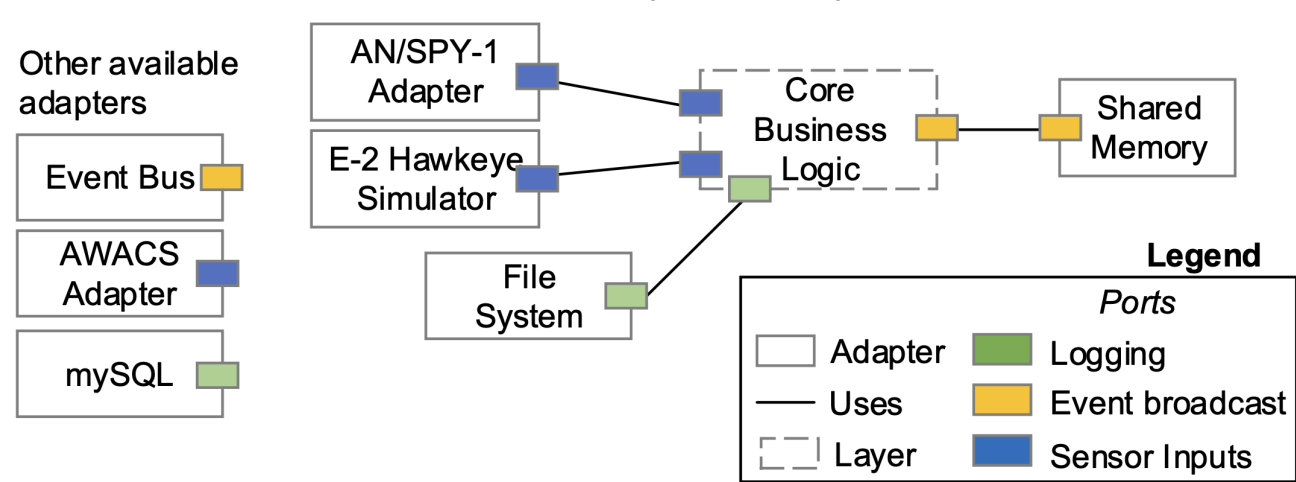 Other available
adapters
Event Bus
AWACS
Adapter
mySQL
AN/SPY-1
Adapter
E-2 Hawkeye
Simulator
File
System
Core
Business
Logic
Shared
Memory
Legend
Ports
Adapter
Logging
Uses
Event broadcast
Layer
Sensor Inputs